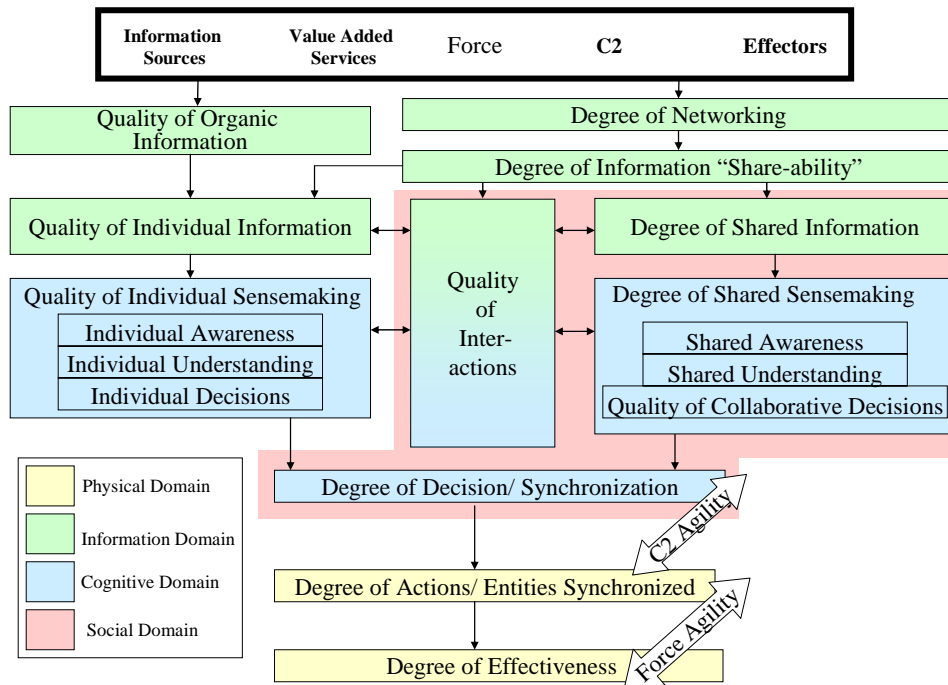 Information
Sources
Value Added
Services
Force
C2
Effectors
Quality of Organic
Information
Degree of Networking
Degree of Information “Share-ability”
Quality of Individual Information
Degree of Shared Information
Quality of Individual Sensemaking
Individual Awareness
Individual Understanding
Individual Decisions
Quality
of
Inter-
actions
Degree of Shared Sensemaking
Shared Awareness
Shared Understanding
Quality of Collaborative Decisions
Physical Domain
Information Domain
Cognitive Domain
Social Domain
Degree of Decision/ Synchronization
C2 Agility
Degree of Actions/ Entities Synchronized
Force Agility
Degree of Effectiveness